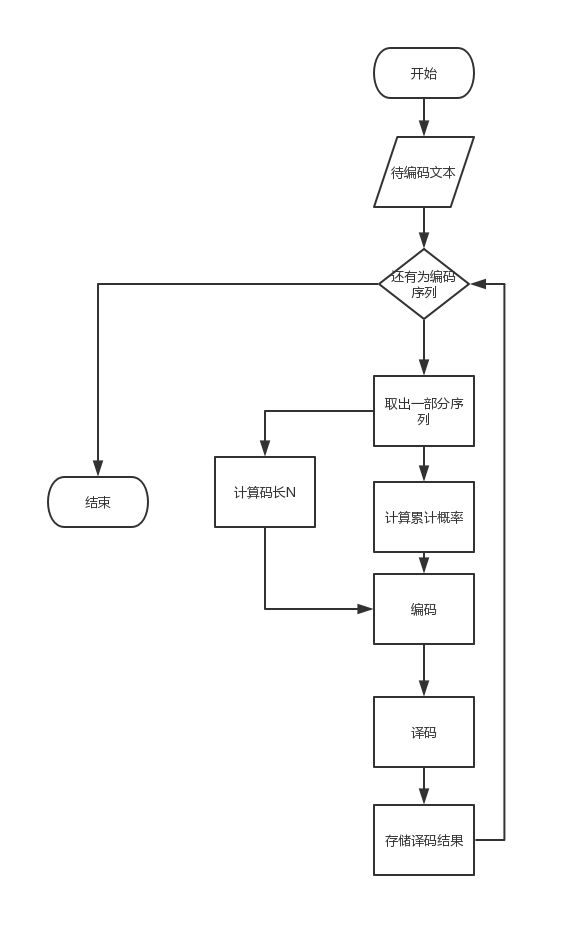 开始
待编码文本
还有为编码
序列
取出一部分序
列
计算码长N
结束
计算累计概率
编码
译码
存储译码结果